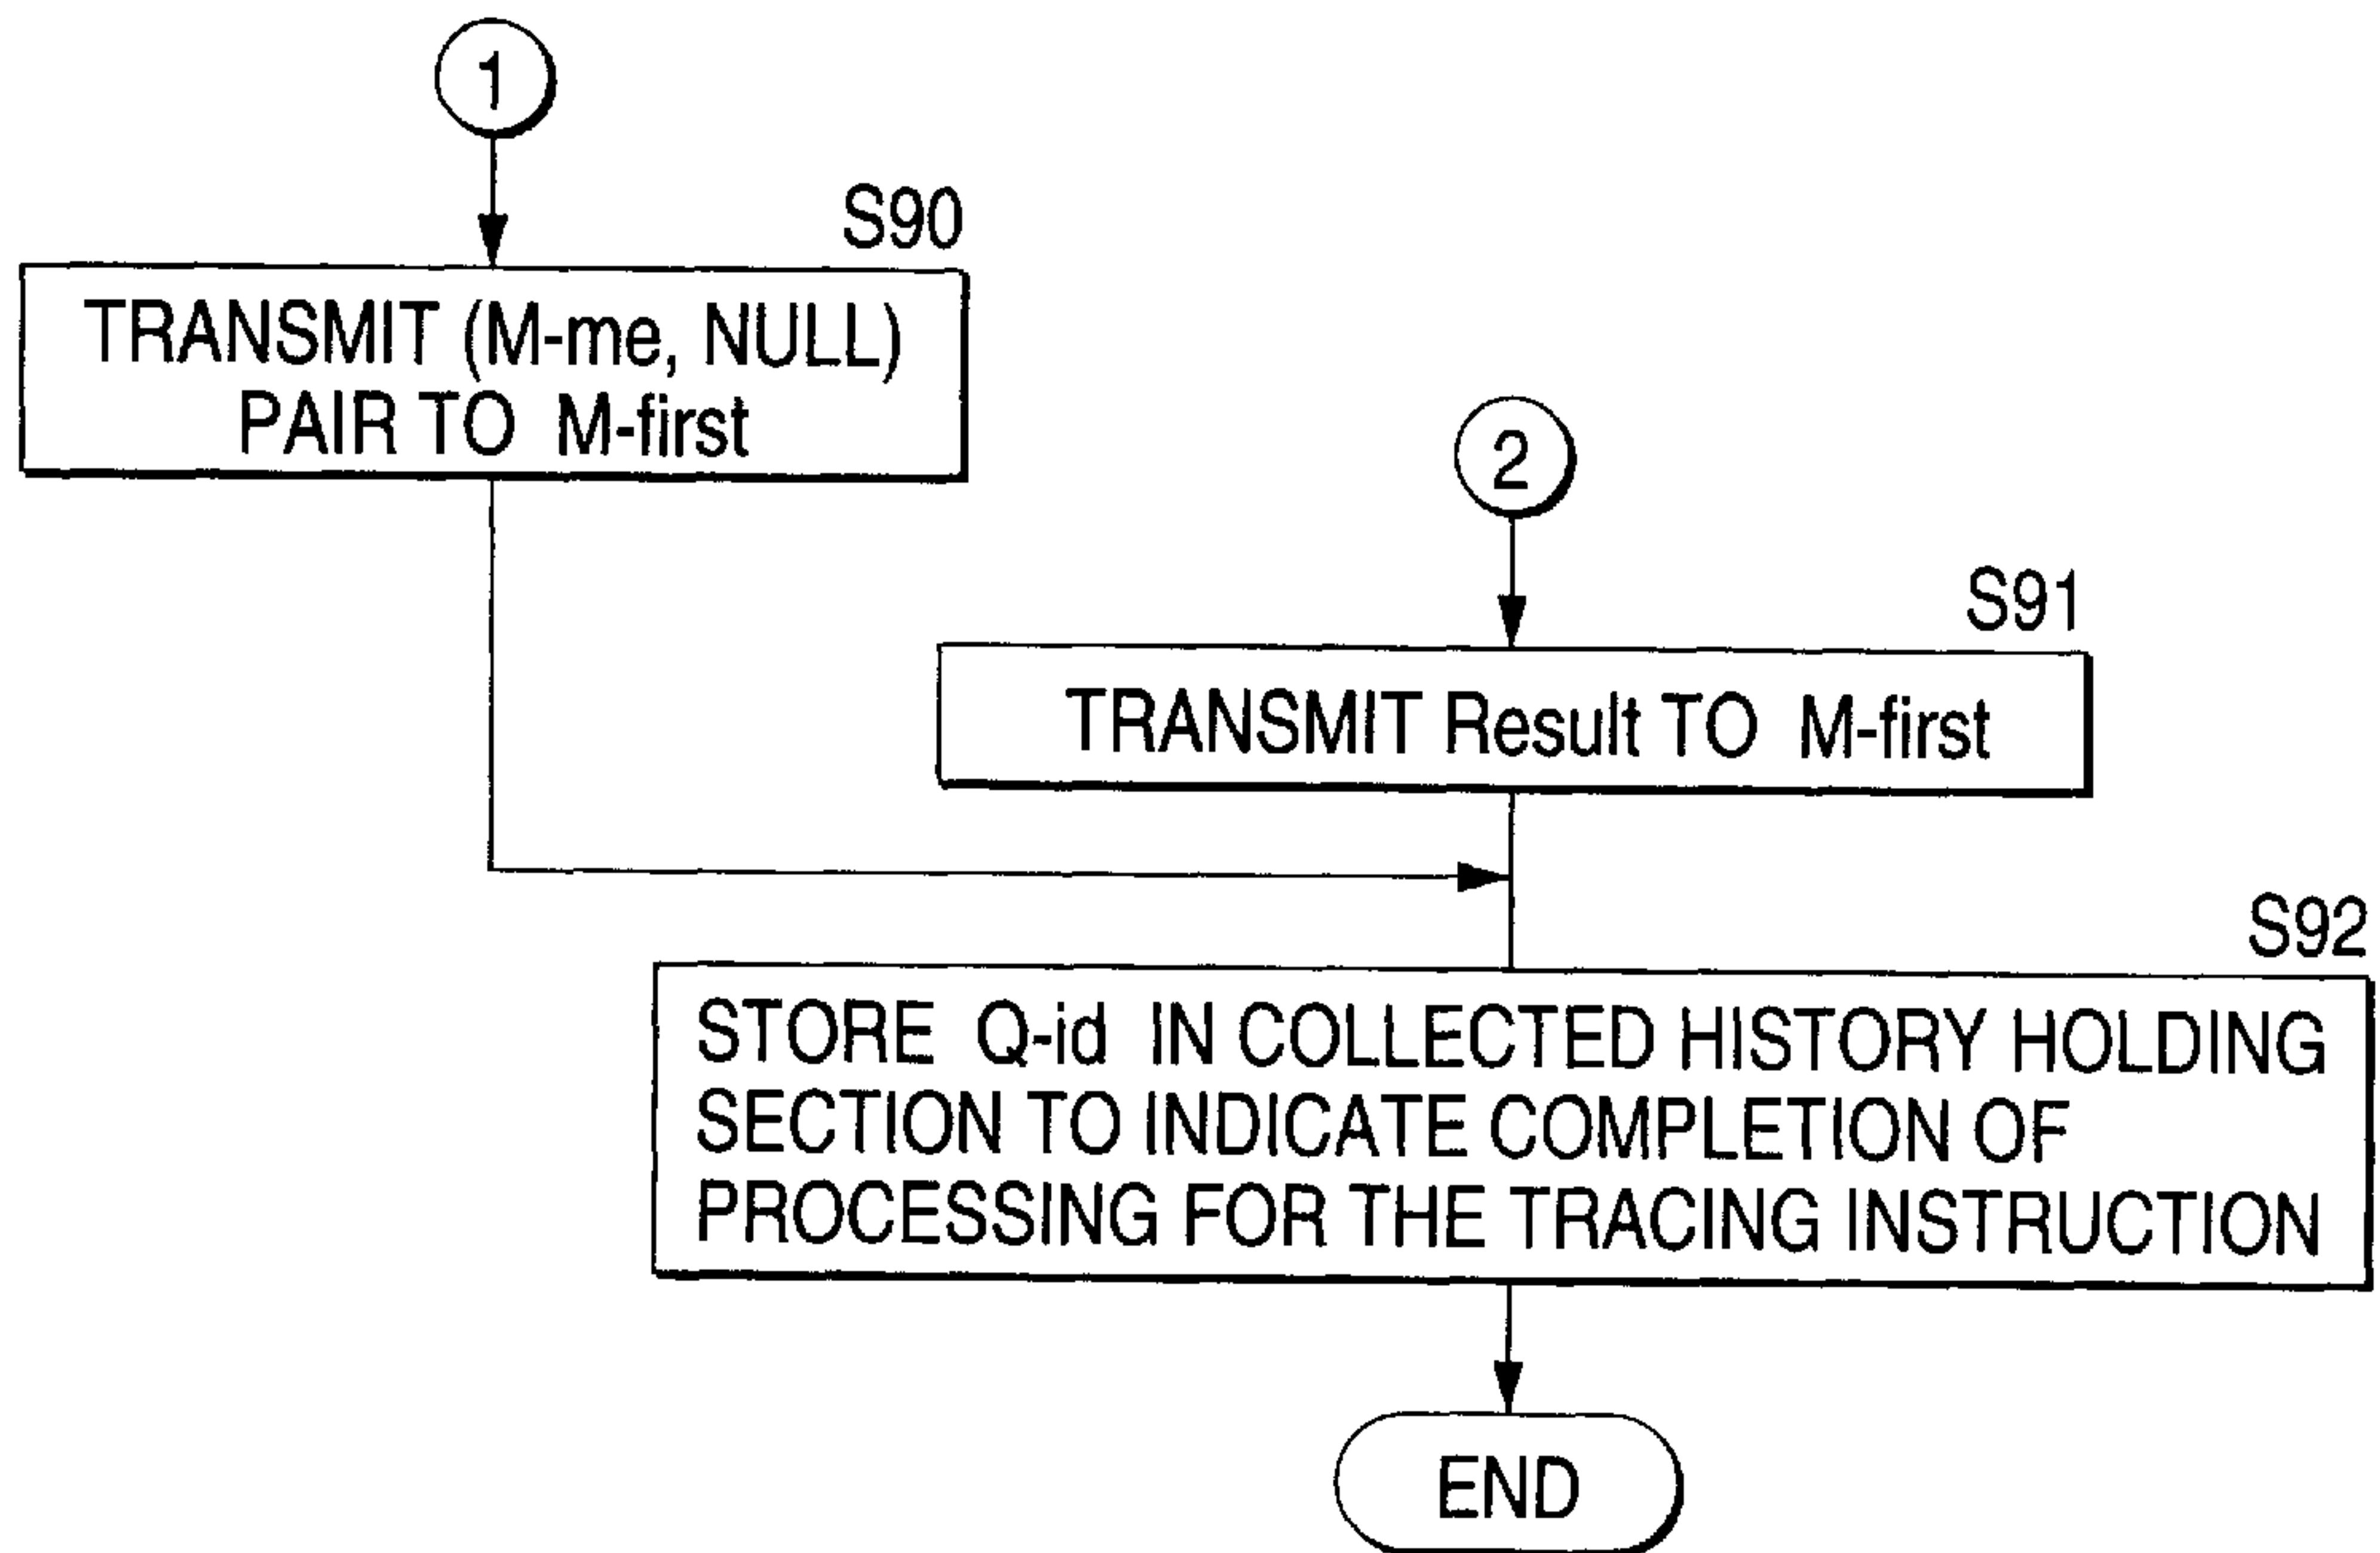 1
S90
TRANSMIT (M-me, NULL)
PAIR TO M-first
2
S91
TRANSMIT Result TO M-first
S92
STORE Q-id IN COLLECTED HISTORY HOLDING
SECTION TO INDICATE COMPLETION OF
PROCESSING FOR THE TRACING INSTRUCTION
END